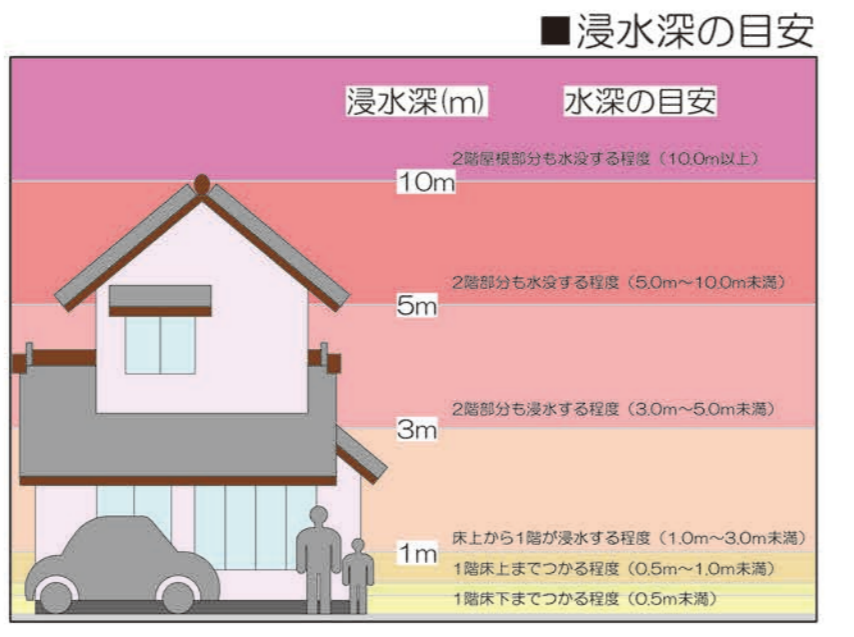 ■浸水深の目安
浸水深(m) 水深の目安
2階屋根部分も水没する程度（10.0m以上）
10m
2階部分も水没する程度（5.0m～10.0m未満）
5m
2階部分も浸水する程度（3.0m～5.0m未満）
3m
床上から1階が浸水する程度（1.0m～3.0m未満）
1m
1階床上までつかる程度（0.5m～1.0m未満）
1階床下までつかる程度（0.5m未満）